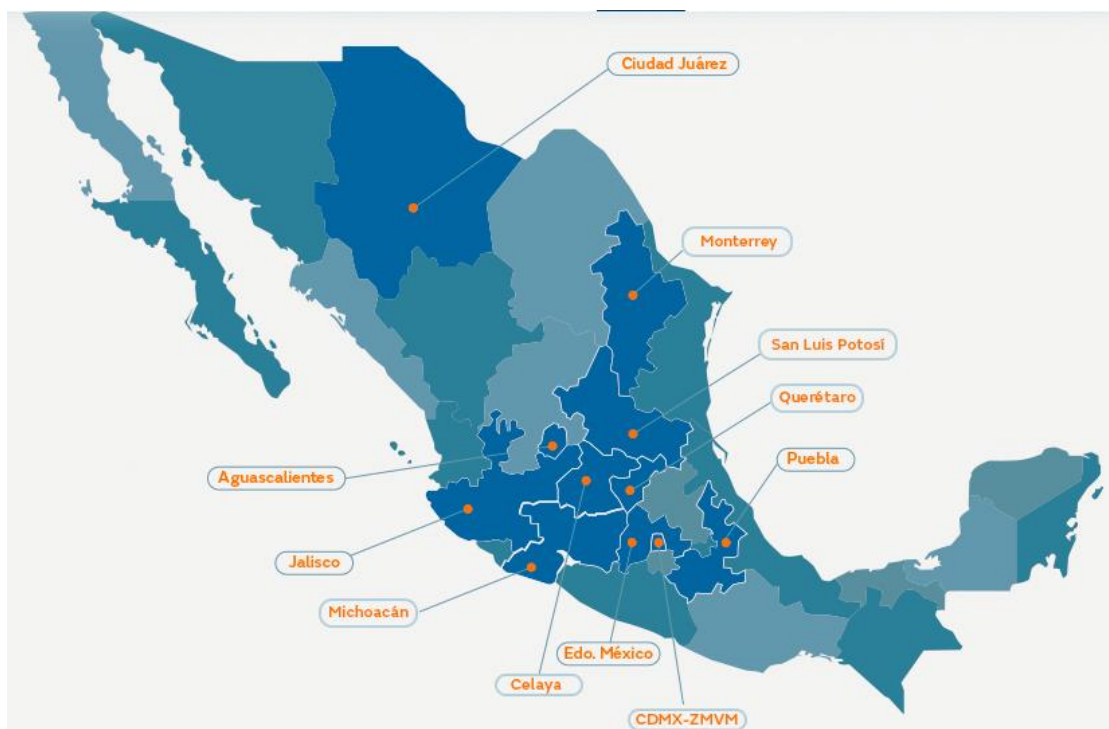 Ciudad Juárez
Monterrey
San Luis Potosí
Querétaro
Puebla
Aguascalientes
Jalisco
Michoacán
Edo. México
Celaya
CDMX-ZMVM